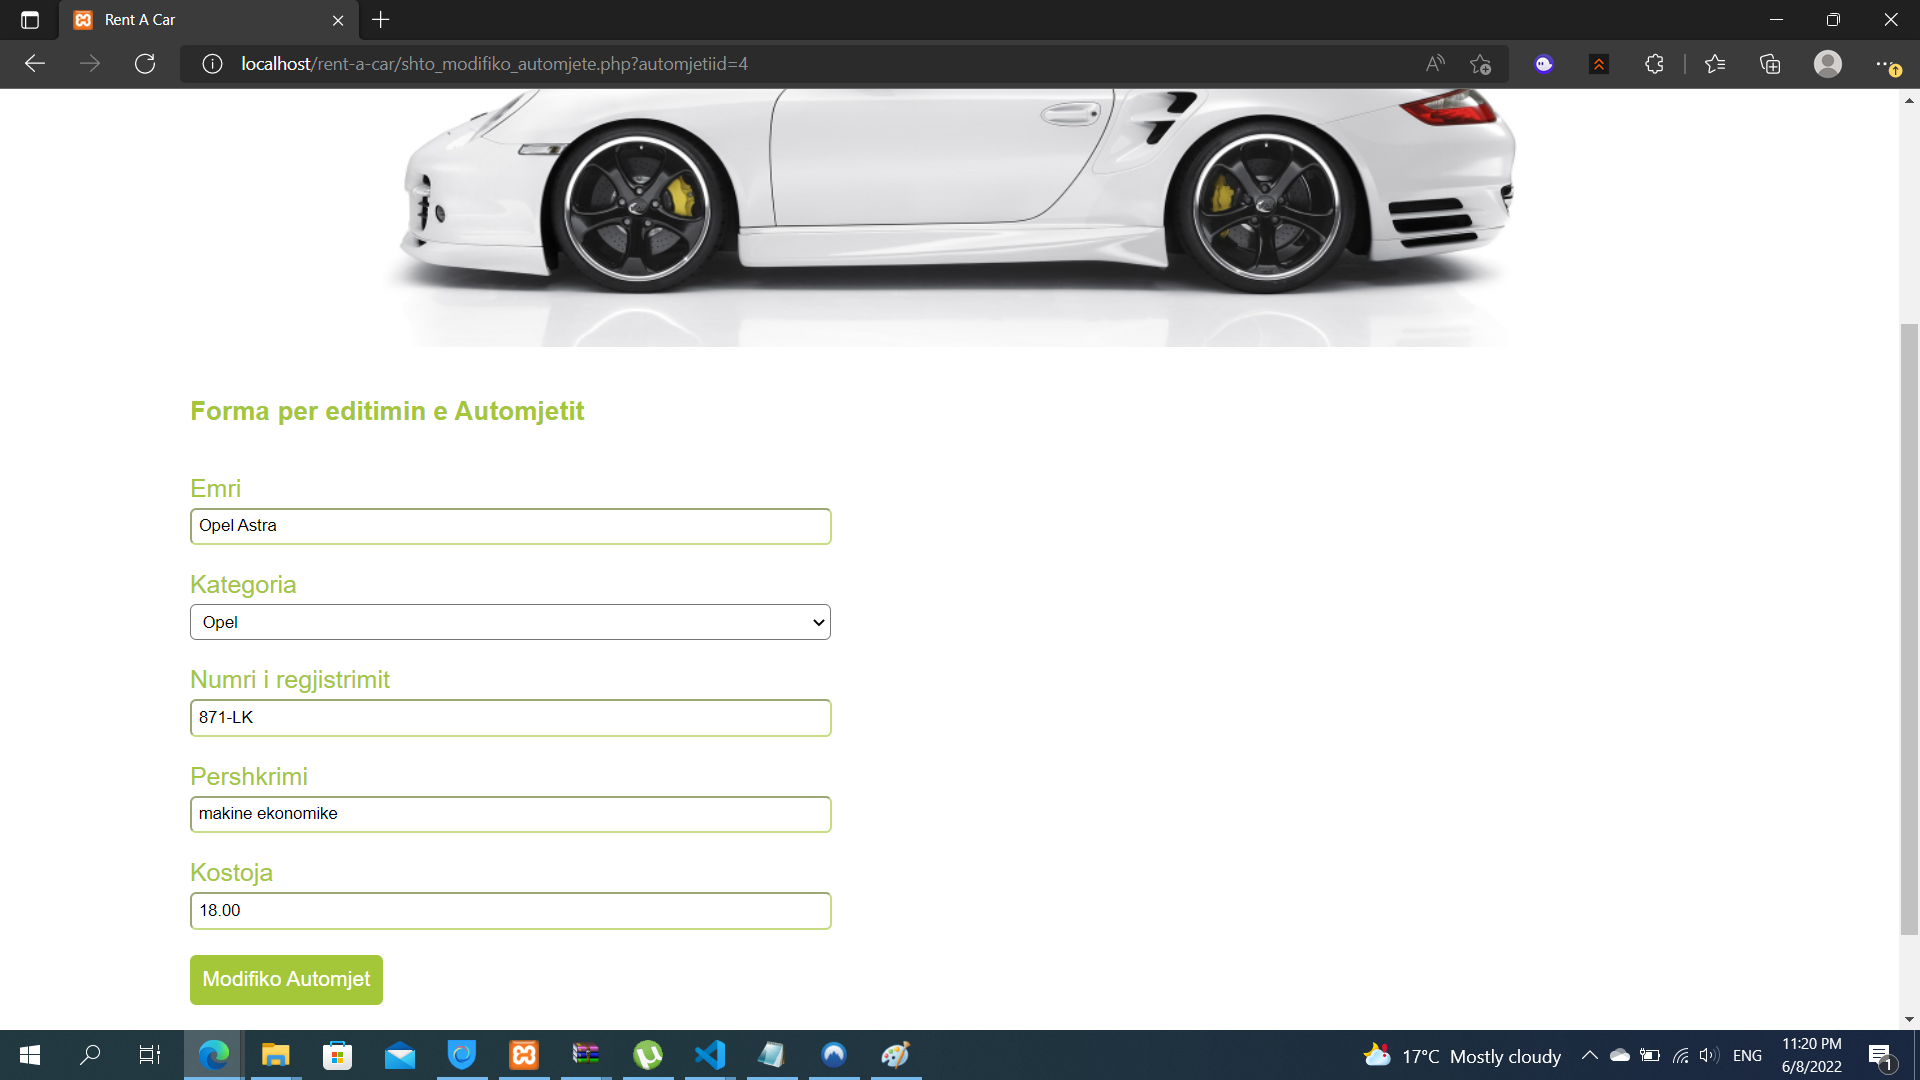 Rent A Car
localhost/rent-a-car/shto_modifiko_automjete.php?automjetiid=4
Forma per editimin e Automjetit
Emri
Opel Astra
Kategoria
Opel
Numri i regjistrimit
871-LK
Pershkrimi
makine ekonomike
Kostoja
18.00
Modifiko Automjet
17°C Mostly cloudy
ENG
11:20 PM
6/8/2022
1